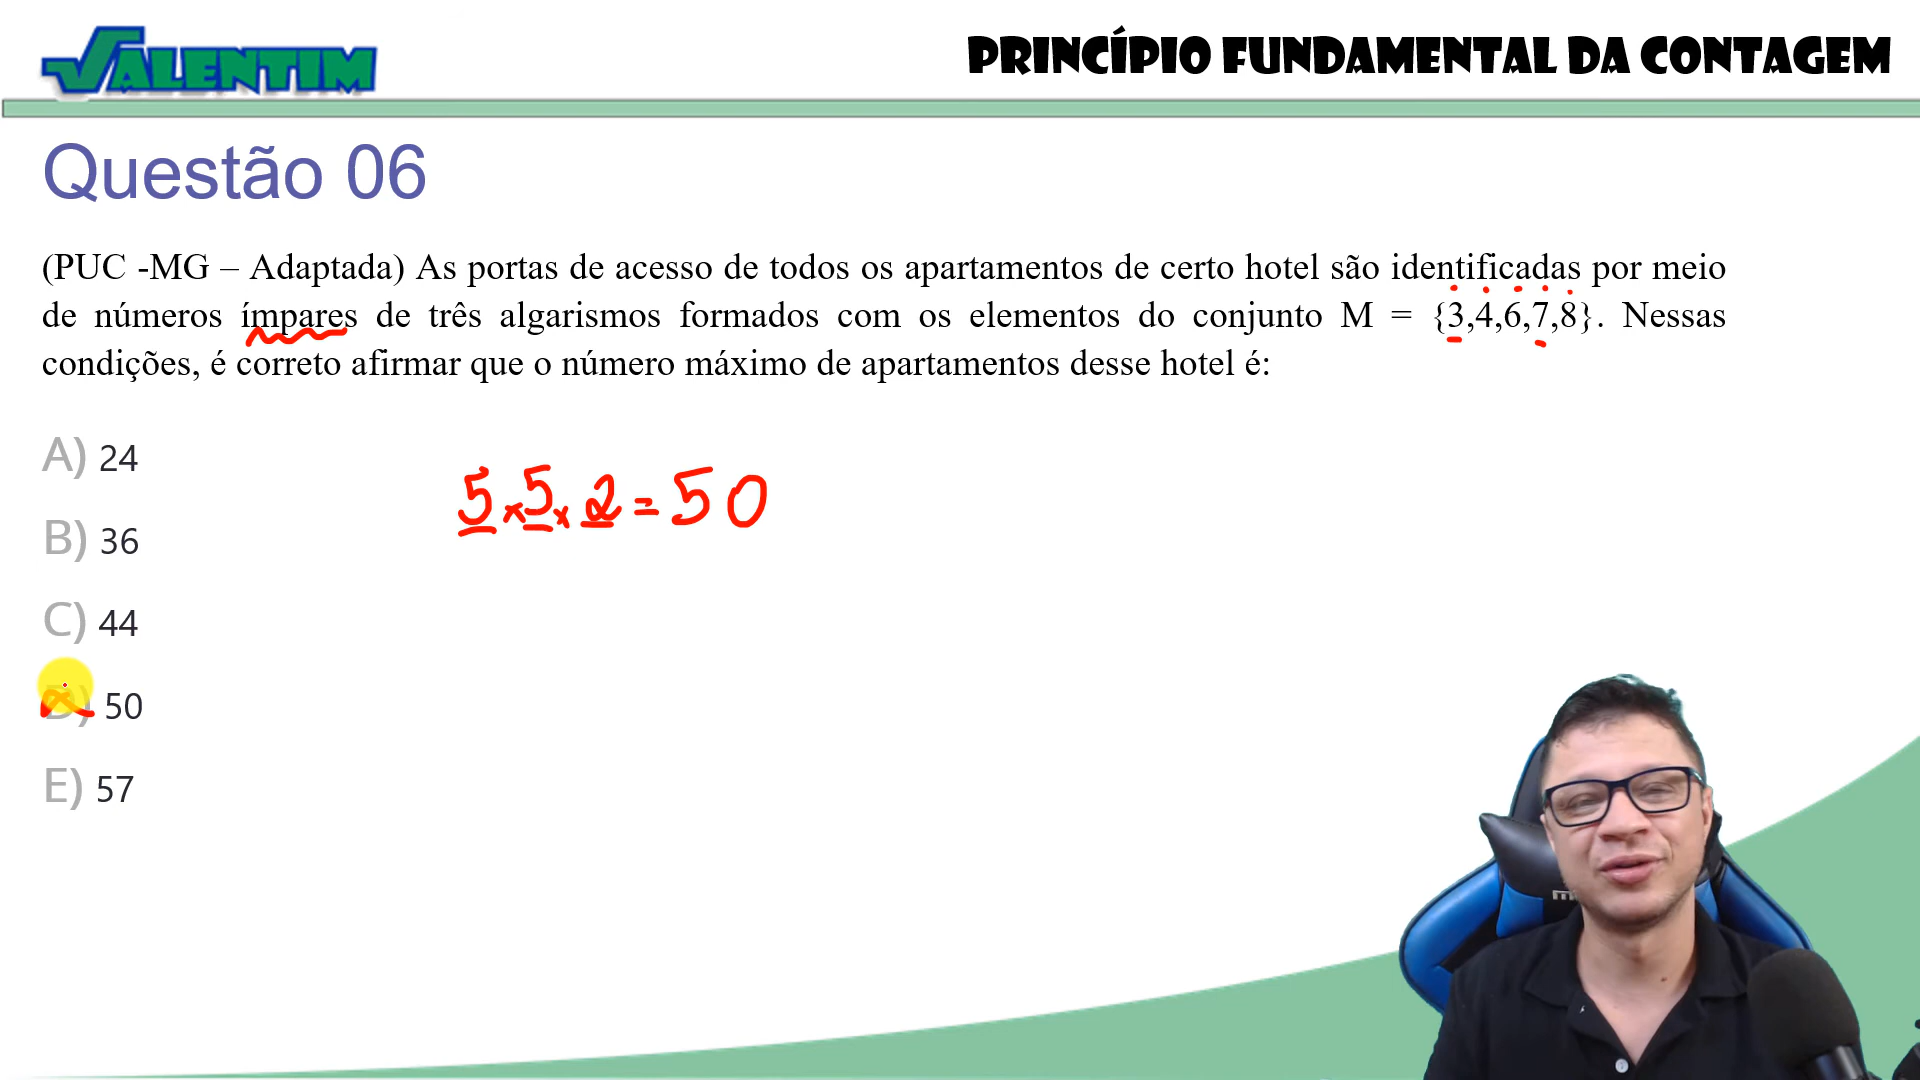 VALENTIM
PRINCÍPIO FUNDAMENTAL DA CONTAGEM
Questão 06
(PUC -MG – Adaptada) As portas de acesso de todos os apartamentos de certo hotel são identificadas por meio
de números ímpares de três algarismos formados com os elementos do conjunto M = {3,4,6,7,8}. Nessas
condições, é correto afirmar que o número máximo de apartamentos desse hotel é:
A) 24
5 x 5 x 2 = 50
B) 36
C) 44
D) 50
E) 57